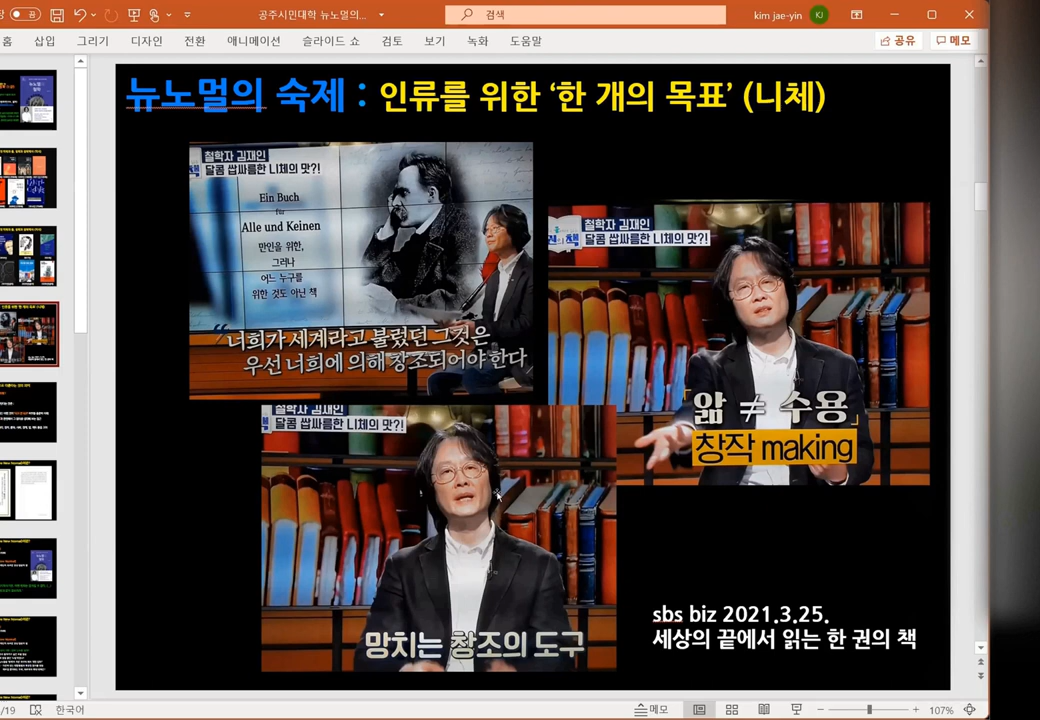 공주시민대학 뉴노멀의...
검색
kim jae-yin
KJ
홈 삽입 그리기 디자인 전환 애니메이션 슬라이드 쇼 검토 보기 녹화 도움말
공유
메모
뉴노멀의 숙제 : 인류를 위한 ‘한 개의 목표’ (니체)
철학자 김재인
달콤 쌉싸름한 니체의 맛?!
Ein Buch
für
Alle und Keinen
만인을 위한,
그러나
어느 누구를
위한 것도 아닌 책
“너희가 세계라고 불렀던 그것은
우선 너희에 의해 창조되어야 한다
철학자 김재인
달콤 쌉싸름한 니체의 맛?!
「앎 ≠ 수용」
창작 making
철학자 김재인
달콤 쌉싸름한 니체의 맛?!
망치는 창조의 도구
sbs biz 2021.3.25.
세상의 끝에서 읽는 한 권의 책
/19
한국어
메모
107%